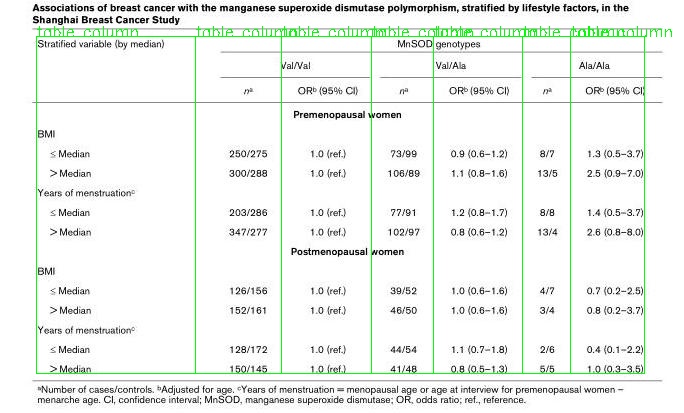 Associations of breast cancer with the manganese superoxide dismutase polymorphism, stratified by lifestyle factors, in the
Shanghai Breast Cancer Study
table column table column table column table column table column table column
Stratified variable (by median) MnSOD genotypes
Val/Val Val/Ala Ala/Ala
nᵃ ORᵇ (95% CI) nᵃ ORᵇ (95% CI) nᵃ ORᵇ (95% CI)
Premenopausal women
BMI
≤ Median 250/275 1.0 (ref.) 73/99 0.9 (0.6–1.2) 8/7 1.3 (0.5–3.7)
> Median 300/288 1.0 (ref.) 106/89 1.1 (0.8–1.6) 13/5 2.5 (0.9–7.0)
Years of menstruationᶜ
≤ Median 203/286 1.0 (ref.) 77/91 1.2 (0.8–1.7) 8/8 1.4 (0.5–3.7)
> Median 347/277 1.0 (ref.) 102/97 0.8 (0.6–1.2) 13/4 2.6 (0.8–8.0)
Postmenopausal women
BMI
≤ Median 126/156 1.0 (ref.) 39/52 1.0 (0.6–1.6) 4/7 0.7 (0.2–2.5)
> Median 152/161 1.0 (ref.) 46/50 1.0 (0.6–1.6) 3/4 0.8 (0.2–3.7)
Years of menstruationᶜ
≤ Median 128/172 1.0 (ref.) 44/54 1.1 (0.7–1.8) 2/6 0.4 (0.1–2.2)
> Median 150/145 1.0 (ref.) 41/48 0.8 (0.5–1.3) 5/5 1.0 (0.3–3.5)
ᵃNumber of cases/controls. ᵇAdjusted for age. ᶜYears of menstruation = menopausal age or age at interview for premenopausal women –
menarche age. CI, confidence interval; MnSOD, manganese superoxide dismutase; OR, odds ratio; ref., reference.